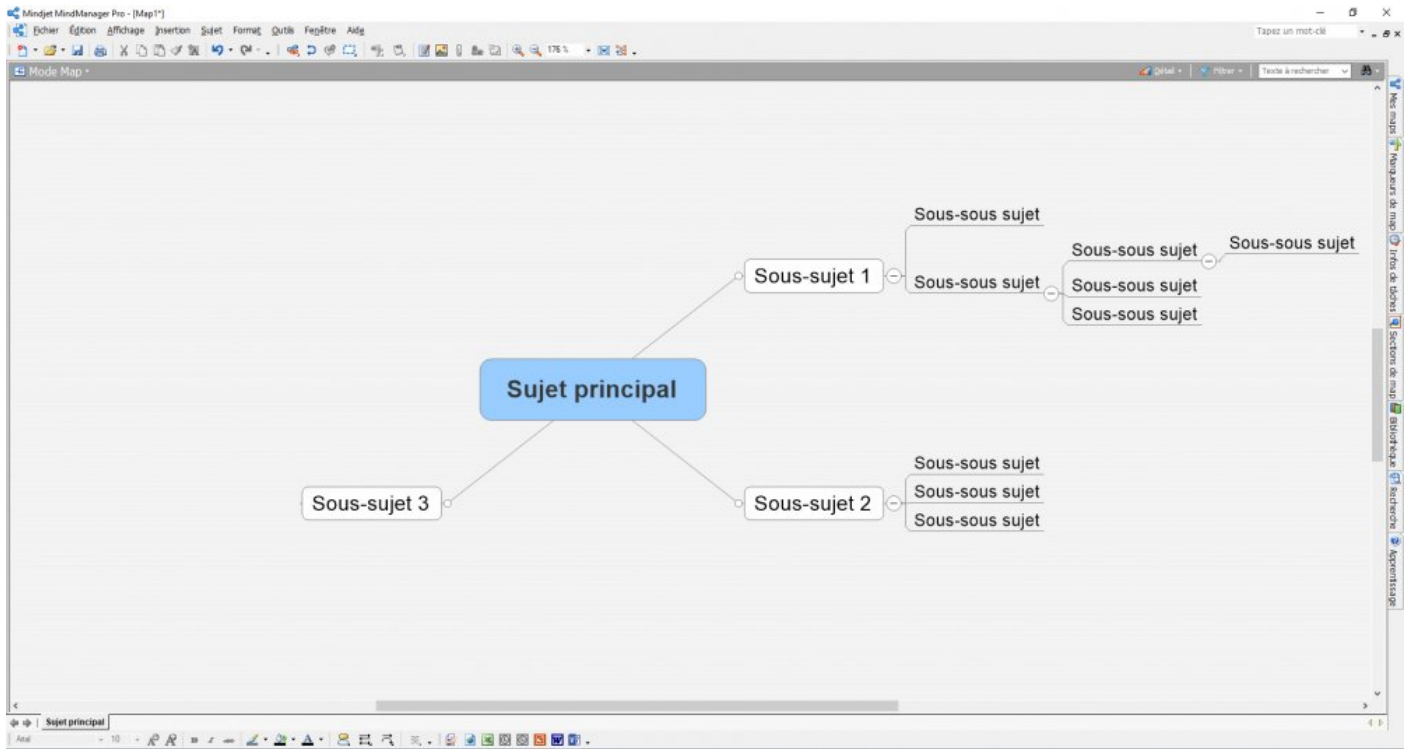 Mindjet MindManager Pro - [Map1*]
Fichier Édition Affichage Insertion Sujet Format Outils Fenêtre Aide
Tapez un mot-clé
176%
Mode Map
Détail Filtrer Texte à rechercher
Sous-sous sujet
Sous-sous sujet Sous-sous sujet
Sous-sujet 1 Sous-sous sujet Sous-sous sujet
Sous-sous sujet
Sujet principal
Sous-sous sujet
Sous-sujet 3 Sous-sujet 2 Sous-sous sujet
Sous-sous sujet
Mes maps
Marqueurs de map
Infos de tâches
Sections de map
Bibliothèque
Recherche
Apprentissage
Sujet principal
Arial 10